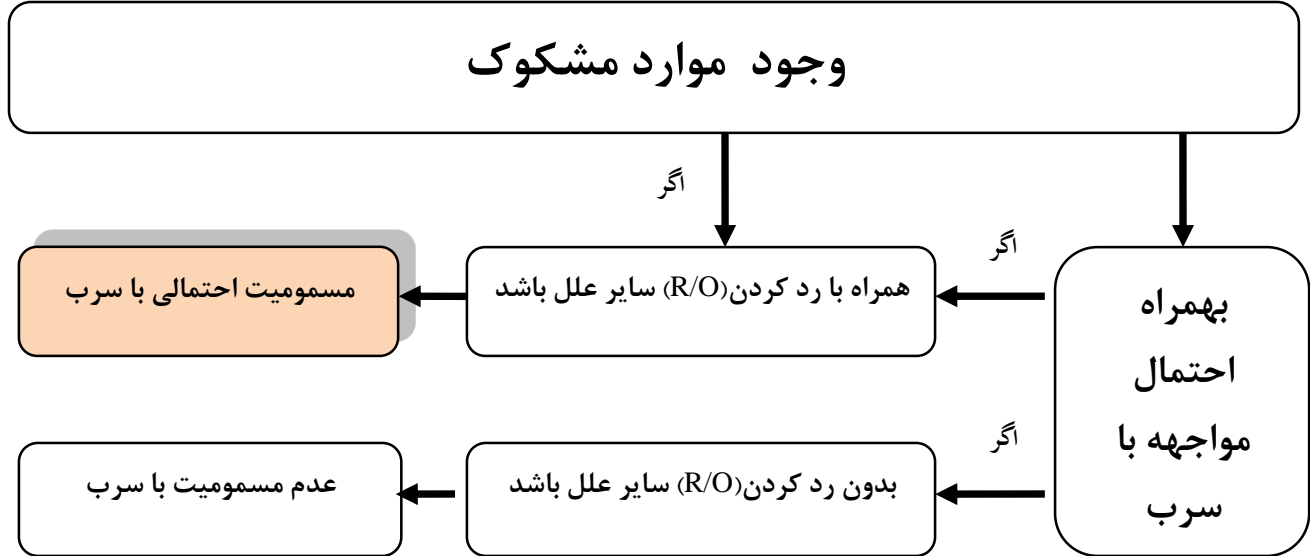 وجود موارد مشکوک
اگر
بهمراه
احتمال
مواجهه با
سرب
اگر
همراه با رد کردن(R/O) سایر علل باشد
مسمومیت احتمالی با سرب
اگر
بدون رد کردن(R/O) سایر علل باشد
عدم مسمومیت با سرب